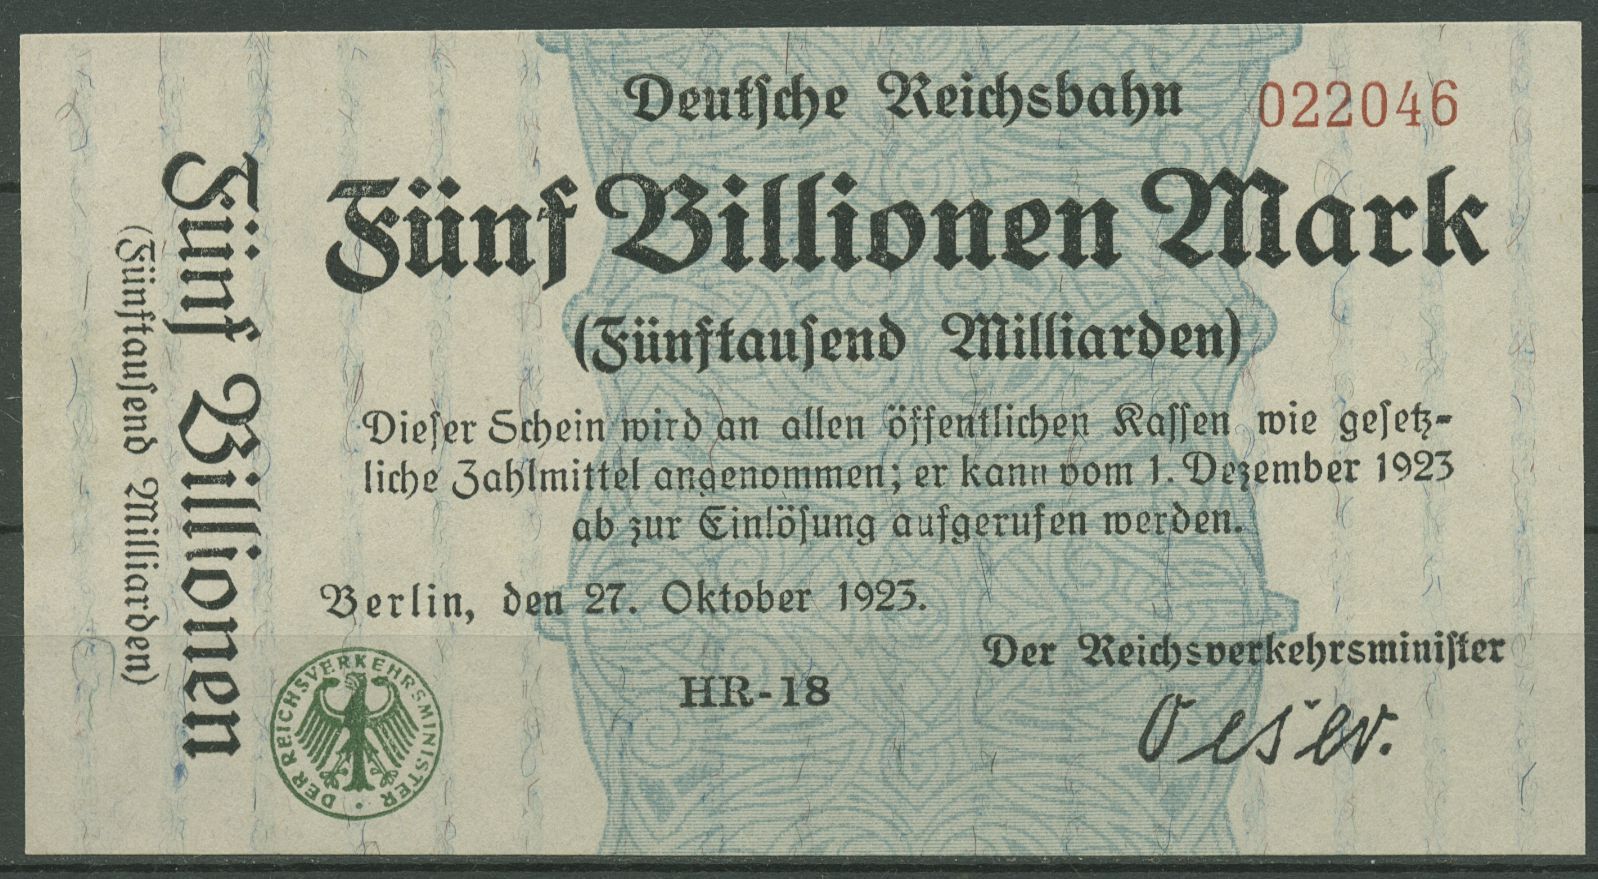 Deutsche Reichsbahn 022046
Fünf Billionen Mark
(Fünftausend Milliarden)
Dieser Schein wird an allen öffentlichen Kassen wie gesetz-
liche Zahlmittel angenommen; er kann vom 1. Dezember 1923
ab zur Einlösung aufgerufen werden.
Berlin, den 27. Oktober 1923.
Der Reichsverkehrsminister
HR-18
Oeser.
DER REICHSVERKEHRSMINISTER
Fünf Billionen
(Fünftausend Milliarden)